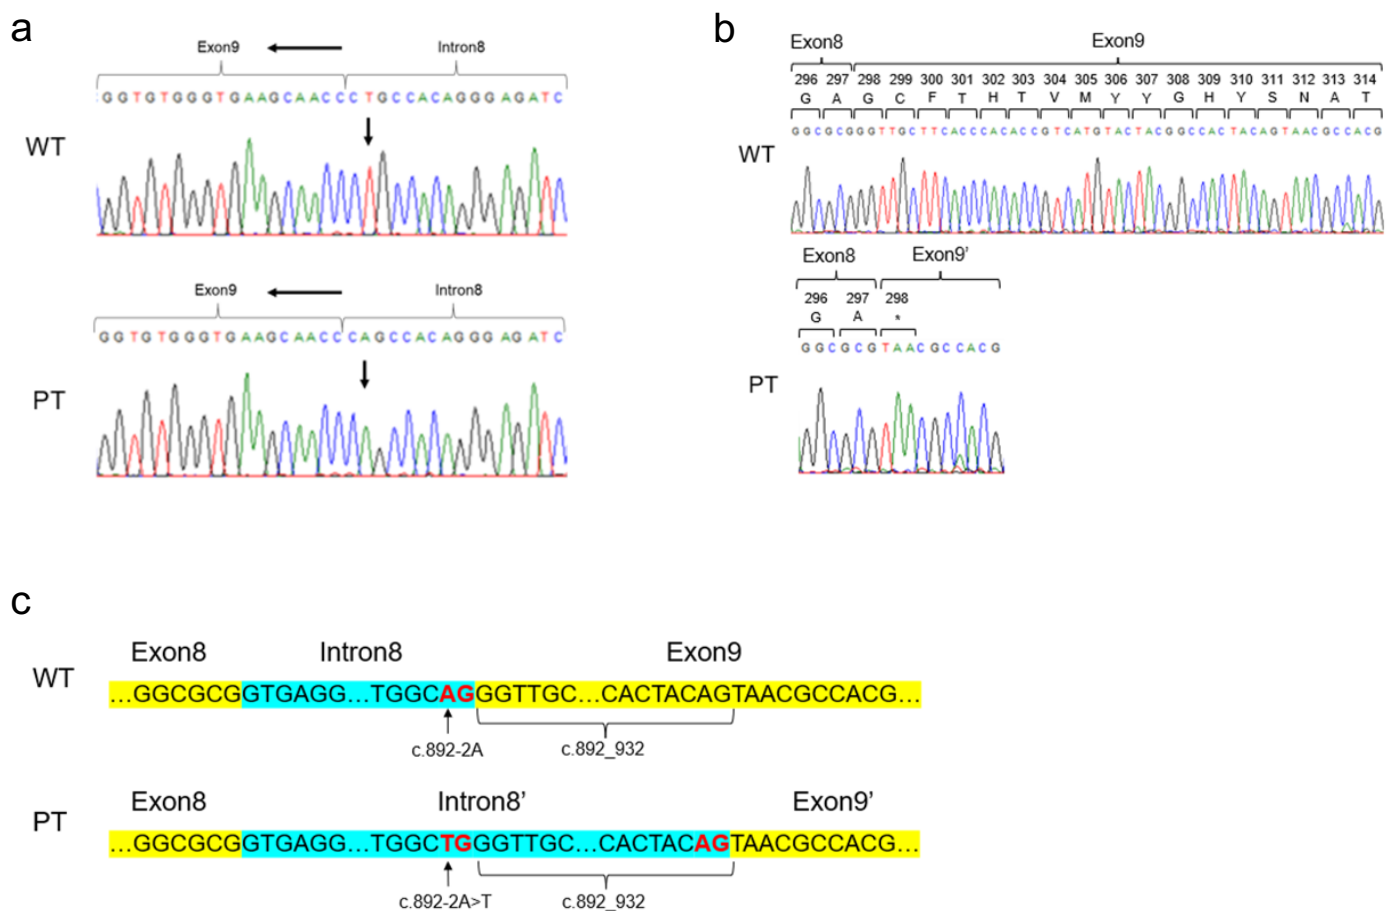 a
Exon9 Intron8
GGTGTGGGTGAAGCAACCCTGCCACAGGGAGATC
WT
Exon9 Intron8
GGTGTGGGTGAAGCAACCCAGCCACAGGGAGATC
PT
b
Exon8 Exon9
296 297 298 299 300 301 302 303 304 305 306 307 308 309 310 311 312 313 314
G A G C F T H T V M Y Y G H Y S N A T
GGCGCGGGTTGCTTCACCCACACCGTCATGTACTACGGCCACTACAGTAACGCCACG
WT
Exon8 Exon9’
296 297 298
G A *
GGCGCGTAACGCCACG
PT
c
Exon8 Intron8 Exon9
WT
...GGCGCGGTGAGG...TGGCAGGGTTGC...CACTACAGTAACGCCACG...
c.892-2A c.892_932
Exon8 Intron8’ Exon9’
PT
...GGCGCGGTGAGG...TGGCTGGGTTGC...CACTACAGTAACGCCACG...
c.892-2A>T c.892_932